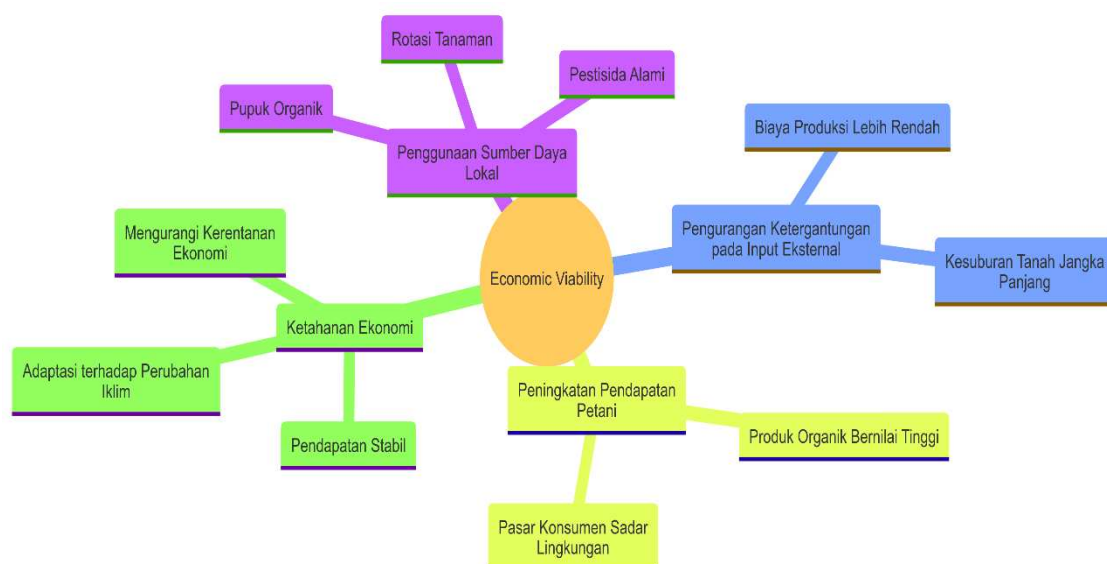 Rotasi Tanaman
Pestisida Alami
Pupuk Organik
Penggunaan Sumber Daya
Lokal
Biaya Produksi Lebih Rendah
Pengurangan Ketergantungan
pada Input Eksternal
Kesuburan Tanah Jangka
Panjang
Economic Viability
Mengurangi Kerentanan
Ekonomi
Ketahanan Ekonomi
Adaptasi terhadap Perubahan
Iklim
Pendapatan Stabil
Peningkatan Pendapatan
Petani
Produk Organik Bernilai Tinggi
Pasar Konsumen Sadar
Lingkungan